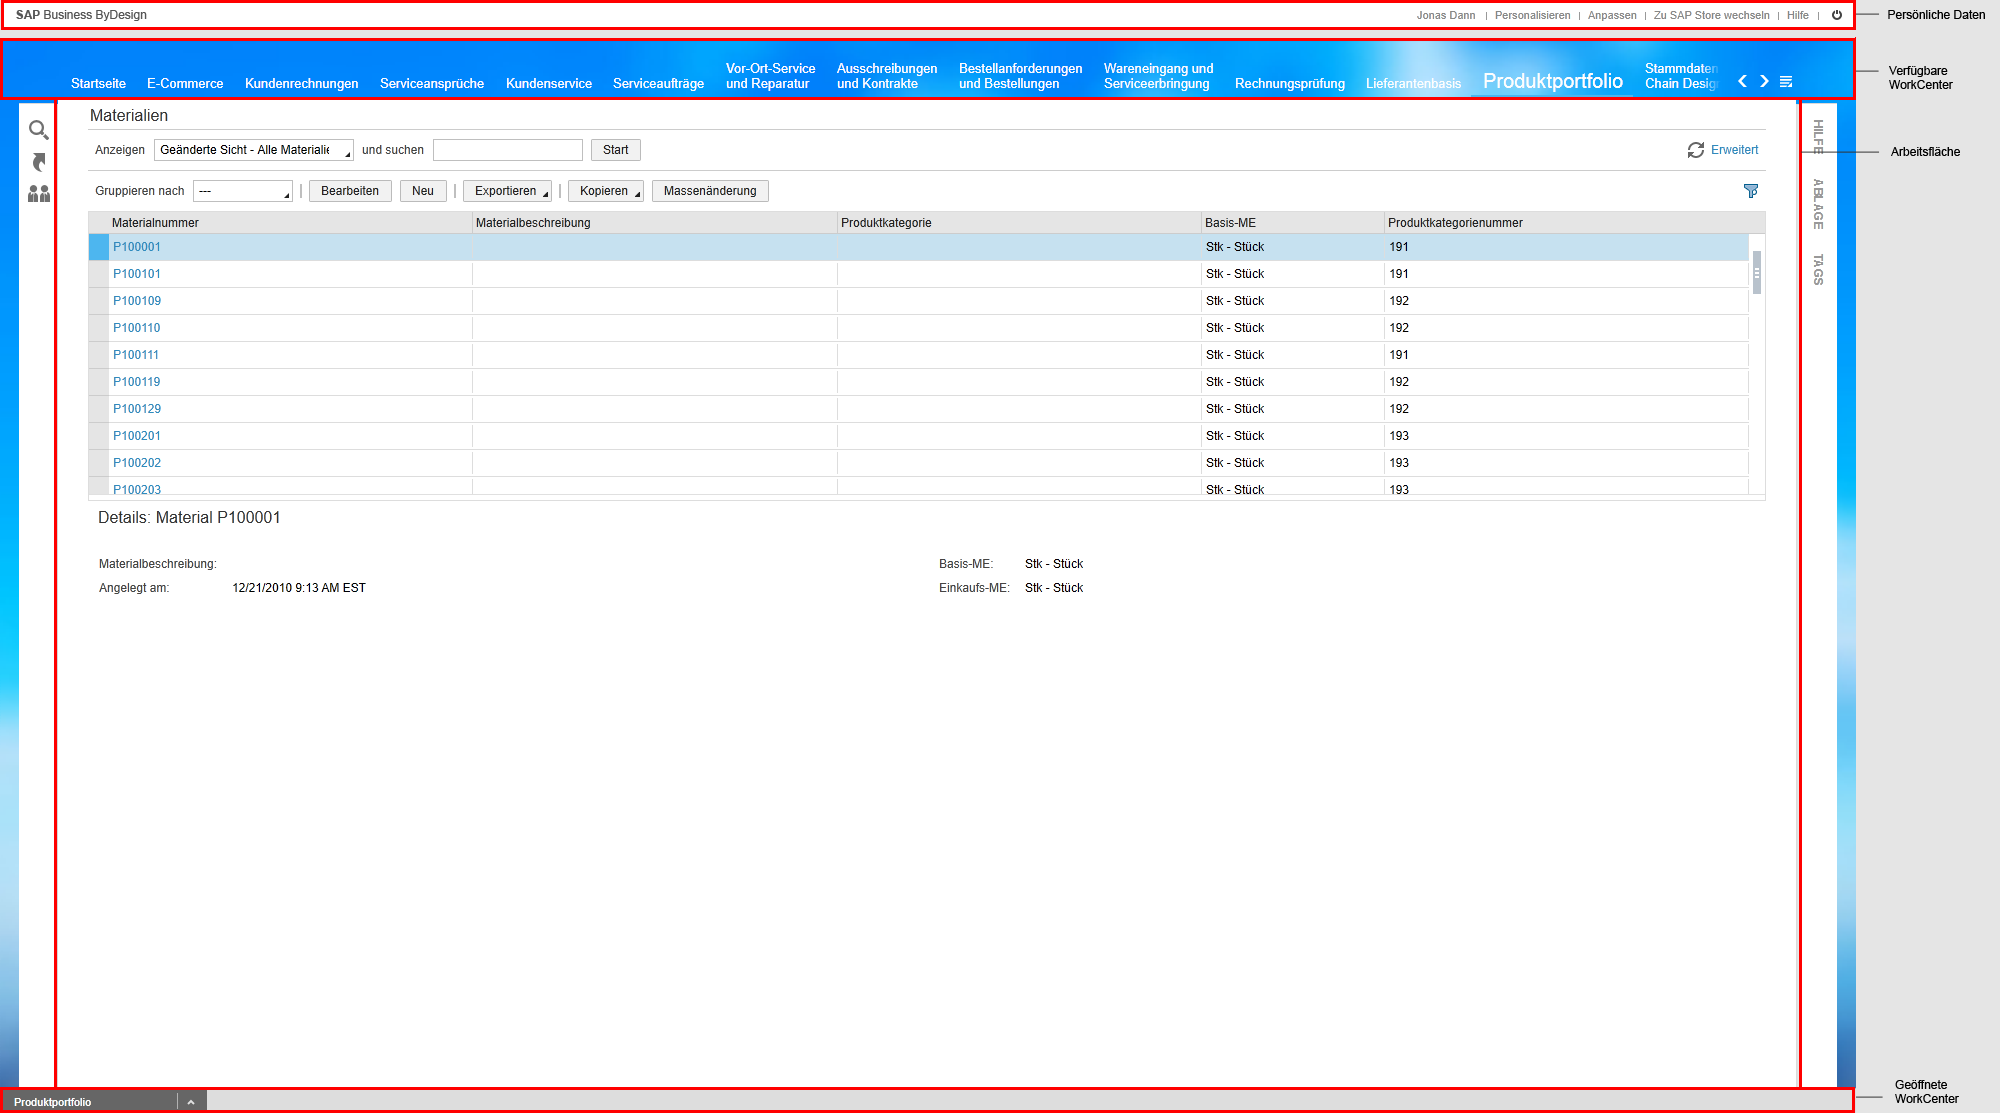 SAP Business ByDesign
Jonas Dann | Personalisieren | Anpassen | Zu SAP Store wechseln | Hilfe |
Persönliche Daten
Startseite
E-Commerce
Kundenrechnungen
Serviceansprüche
Kundenservice
Serviceaufträge
Vor-Ort-Service
und Reparatur
Ausschreibungen
und Kontrakte
Bestellanforderungen
und Bestellungen
Wareneingang und
Serviceerbringung
Rechnungsprüfung
Lieferantenbasis
Produktportfolio
Stammdaten
Chain Desig
Verfügbare
WorkCenter
Materialien
Anzeigen Geänderte Sicht - Alle Materialie und suchen Start
Erweitert
Gruppieren nach --- | Bearbeiten Neu | Exportieren | Kopieren Massenänderung
Materialnummer Materialbeschreibung Produktkategorie Basis-ME Produktkategorienummer
P100001 Stk - Stück 191
P100101 Stk - Stück 191
P100109 Stk - Stück 192
P100110 Stk - Stück 192
P100111 Stk - Stück 191
P100119 Stk - Stück 192
P100129 Stk - Stück 192
P100201 Stk - Stück 193
P100202 Stk - Stück 193
P100203 Stk - Stück 193
Details: Material P100001
Materialbeschreibung:
Basis-ME: Stk - Stück
Angelegt am: 12/21/2010 9:13 AM EST
Einkaufs-ME: Stk - Stück
HILFE
ABLAGE
TAGS
Arbeitsfläche
Produktportfolio
Geöffnete
WorkCenter